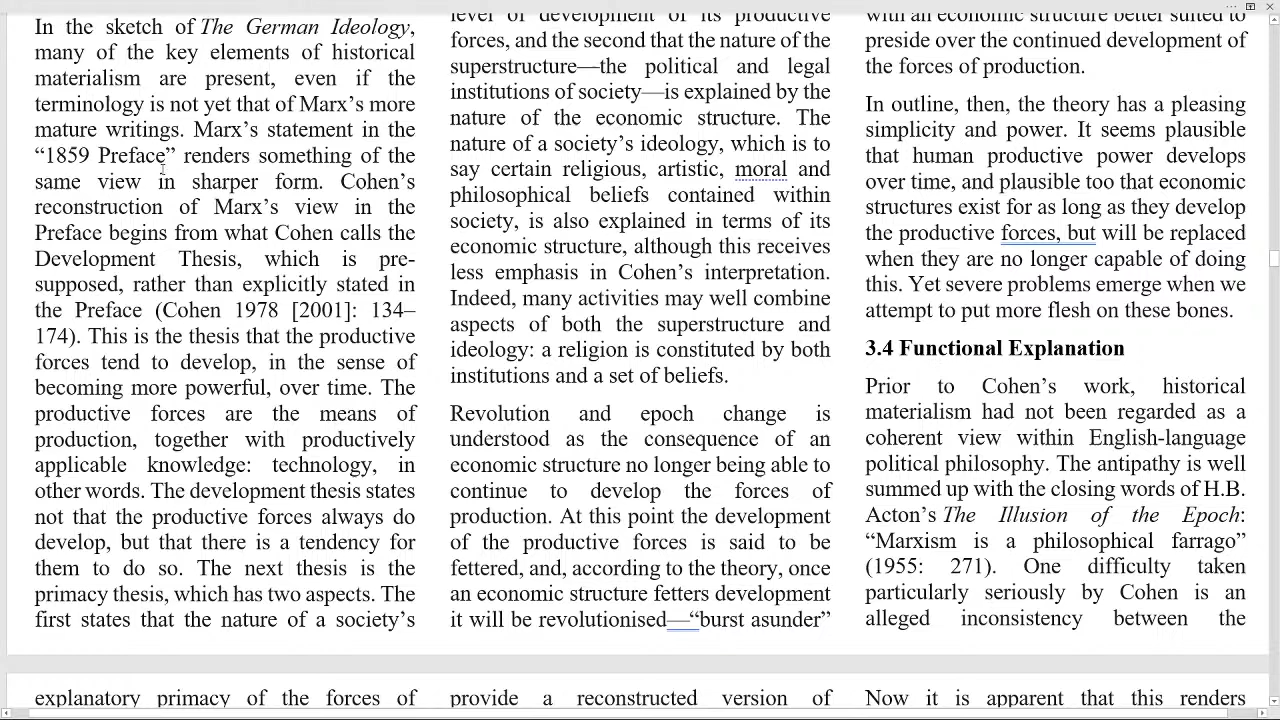 In the sketch of The German Ideology,
many of the key elements of historical
materialism are present, even if the
terminology is not yet that of Marx’s more
mature writings. Marx’s statement in the
“1859 Preface” renders something of the
same view in sharper form. Cohen’s
reconstruction of Marx’s view in the
Preface begins from what Cohen calls the
Development Thesis, which is pre-
supposed, rather than explicitly stated in
the Preface (Cohen 1978 [2001]: 134–
174). This is the thesis that the productive
forces tend to develop, in the sense of
becoming more powerful, over time. The
productive forces are the means of
production, together with productively
applicable knowledge: technology, in
other words. The development thesis states
not that the productive forces always do
develop, but that there is a tendency for
them to do so. The next thesis is the
primacy thesis, which has two aspects. The
first states that the nature of a society’s
level of development of its productive
forces, and the second that the nature of the
superstructure—the political and legal
institutions of society—is explained by the
nature of the economic structure. The
nature of a society’s ideology, which is to
say certain religious, artistic, moral and
philosophical beliefs contained within
society, is also explained in terms of its
economic structure, although this receives
less emphasis in Cohen’s interpretation.
Indeed, many activities may well combine
aspects of both the superstructure and
ideology: a religion is constituted by both
institutions and a set of beliefs.
Revolution and epoch change is
understood as the consequence of an
economic structure no longer being able to
continue to develop the forces of
production. At this point the development
of the productive forces is said to be
fettered, and, according to the theory, once
an economic structure fetters development
it will be revolutionised—“burst asunder”
with an economic structure better suited to
preside over the continued development of
the forces of production.
In outline, then, the theory has a pleasing
simplicity and power. It seems plausible
that human productive power develops
over time, and plausible too that economic
structures exist for as long as they develop
the productive forces, but will be replaced
when they are no longer capable of doing
this. Yet severe problems emerge when we
attempt to put more flesh on these bones.
3.4 Functional Explanation
Prior to Cohen’s work, historical
materialism had not been regarded as a
coherent view within English-language
political philosophy. The antipathy is well
summed up with the closing words of H.B.
Acton’s The Illusion of the Epoch:
“Marxism is a philosophical farrago”
(1955: 271). One difficulty taken
particularly seriously by Cohen is an
alleged inconsistency between the
explanatory primacy of the forces of
provide a reconstructed version of
Now it is apparent that this renders